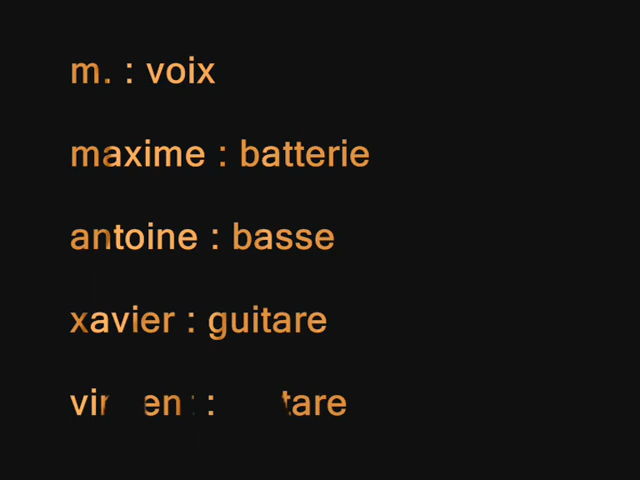 m. : voix
maxime : batterie
antoine : basse
xavier : guitare
: